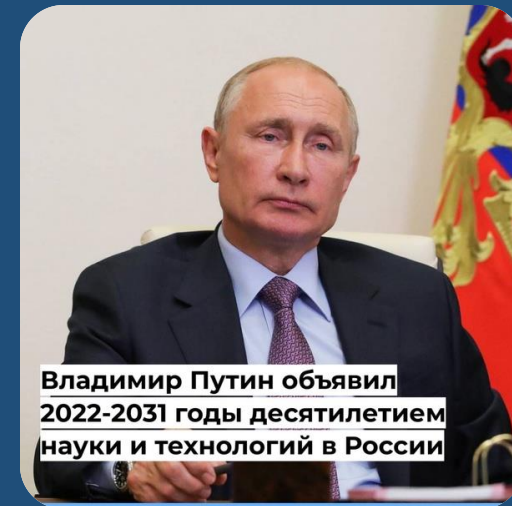 Владимир Путин объявил
2022-2031 годы десятилетием
науки и технологий в России